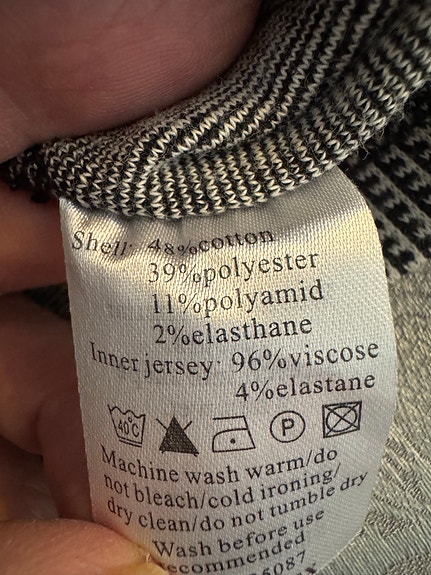 Shell: 48%cotton
39%polyester
11%polyamid
2%elasthane
Inner jersey: 96%viscose
4%elastane
40°C P
Machine wash warm/do
not bleach/cold ironing/
dry clean/do not tumble dry
Wash before use
recommended
6087